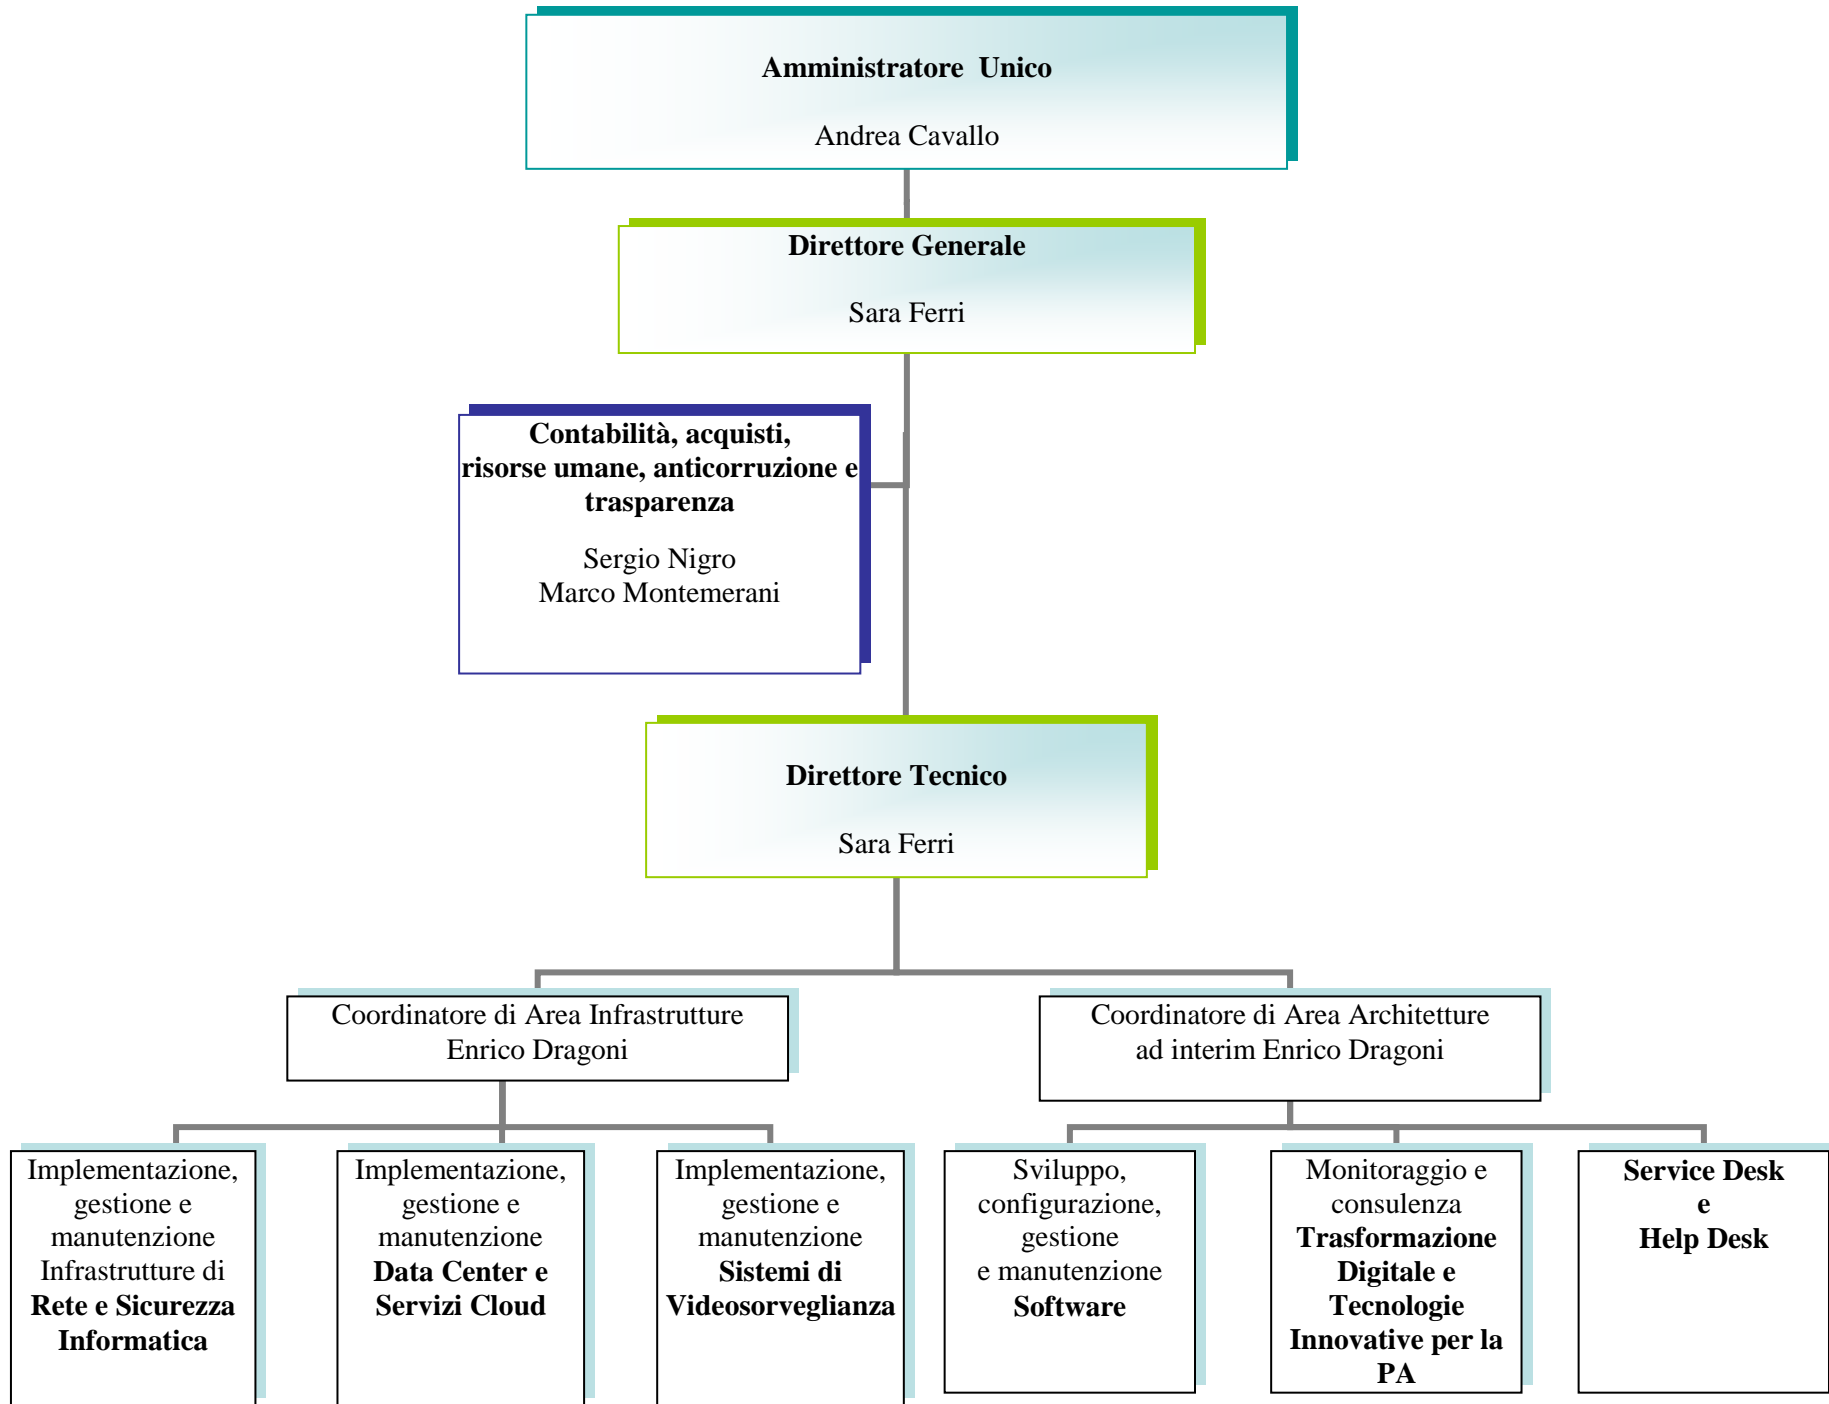 Amministratore  Unico
Andrea Cavallo
Direttore Generale
Sara Ferri
Contabilità, acquisti,
risorse umane, anticorruzione e
trasparenza
Sergio Nigro
Marco Montemerani
Direttore Tecnico
Sara Ferri
Coordinatore di Area Infrastrutture
Enrico Dragoni
Coordinatore di Area Architetture
ad interim Enrico Dragoni
Implementazione,
gestione e
manutenzione
Infrastrutture di
Rete e Sicurezza
Informatica
Implementazione,
gestione e
manutenzione
Data Center e
Servizi Cloud
Implementazione,
gestione e
manutenzione
Sistemi di
Videosorveglianza
Sviluppo,
configurazione,
gestione
e manutenzione
Software
Monitoraggio e
consulenza
Trasformazione
Digitale e
Tecnologie
Innovative per la
PA
Service Desk
e
Help Desk